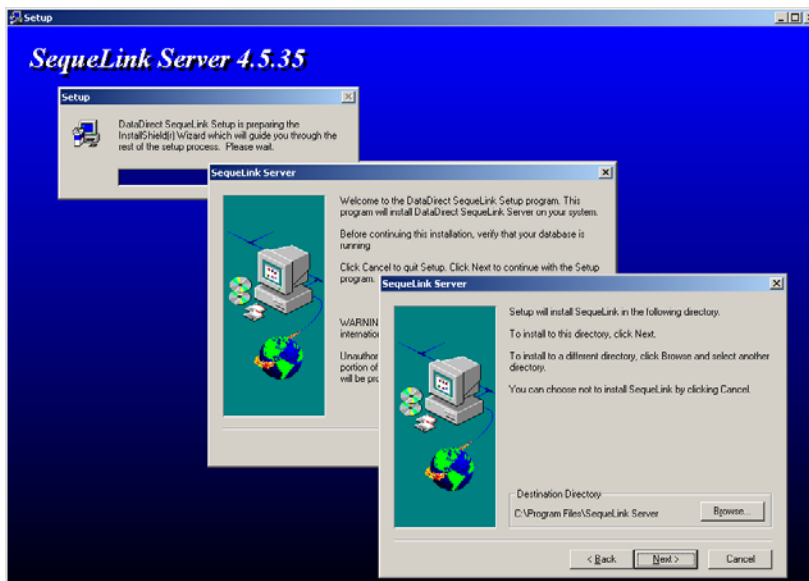 Setup
SequeLink Server 4.5.35
Setup
DataDirect SequeLink Setup is preparing the
InstallShield(r) Wizard which will guide you through the
rest of the setup process. Please wait.
SequeLink Server
Welcome to the DataDirect SequeLink Setup program. This
program will install DataDirect SequeLink Server on your system.
Before continuing this installation, verify that your database is
running
Click Cancel to quit Setup. Click Next to continue with the Setup
program.
WARNIN
internation
Unauthor
portion of
will be pro
SequeLink Server
Setup will install SequeLink in the following directory.
To install to this directory, click Next.
To install to a different directory, click Browse and select another
directory.
You can choose not to install SequeLink by clicking Cancel.
Destination Directory
C:\Program Files\SequeLink Server
Browse...
< Back
Next >
Cancel